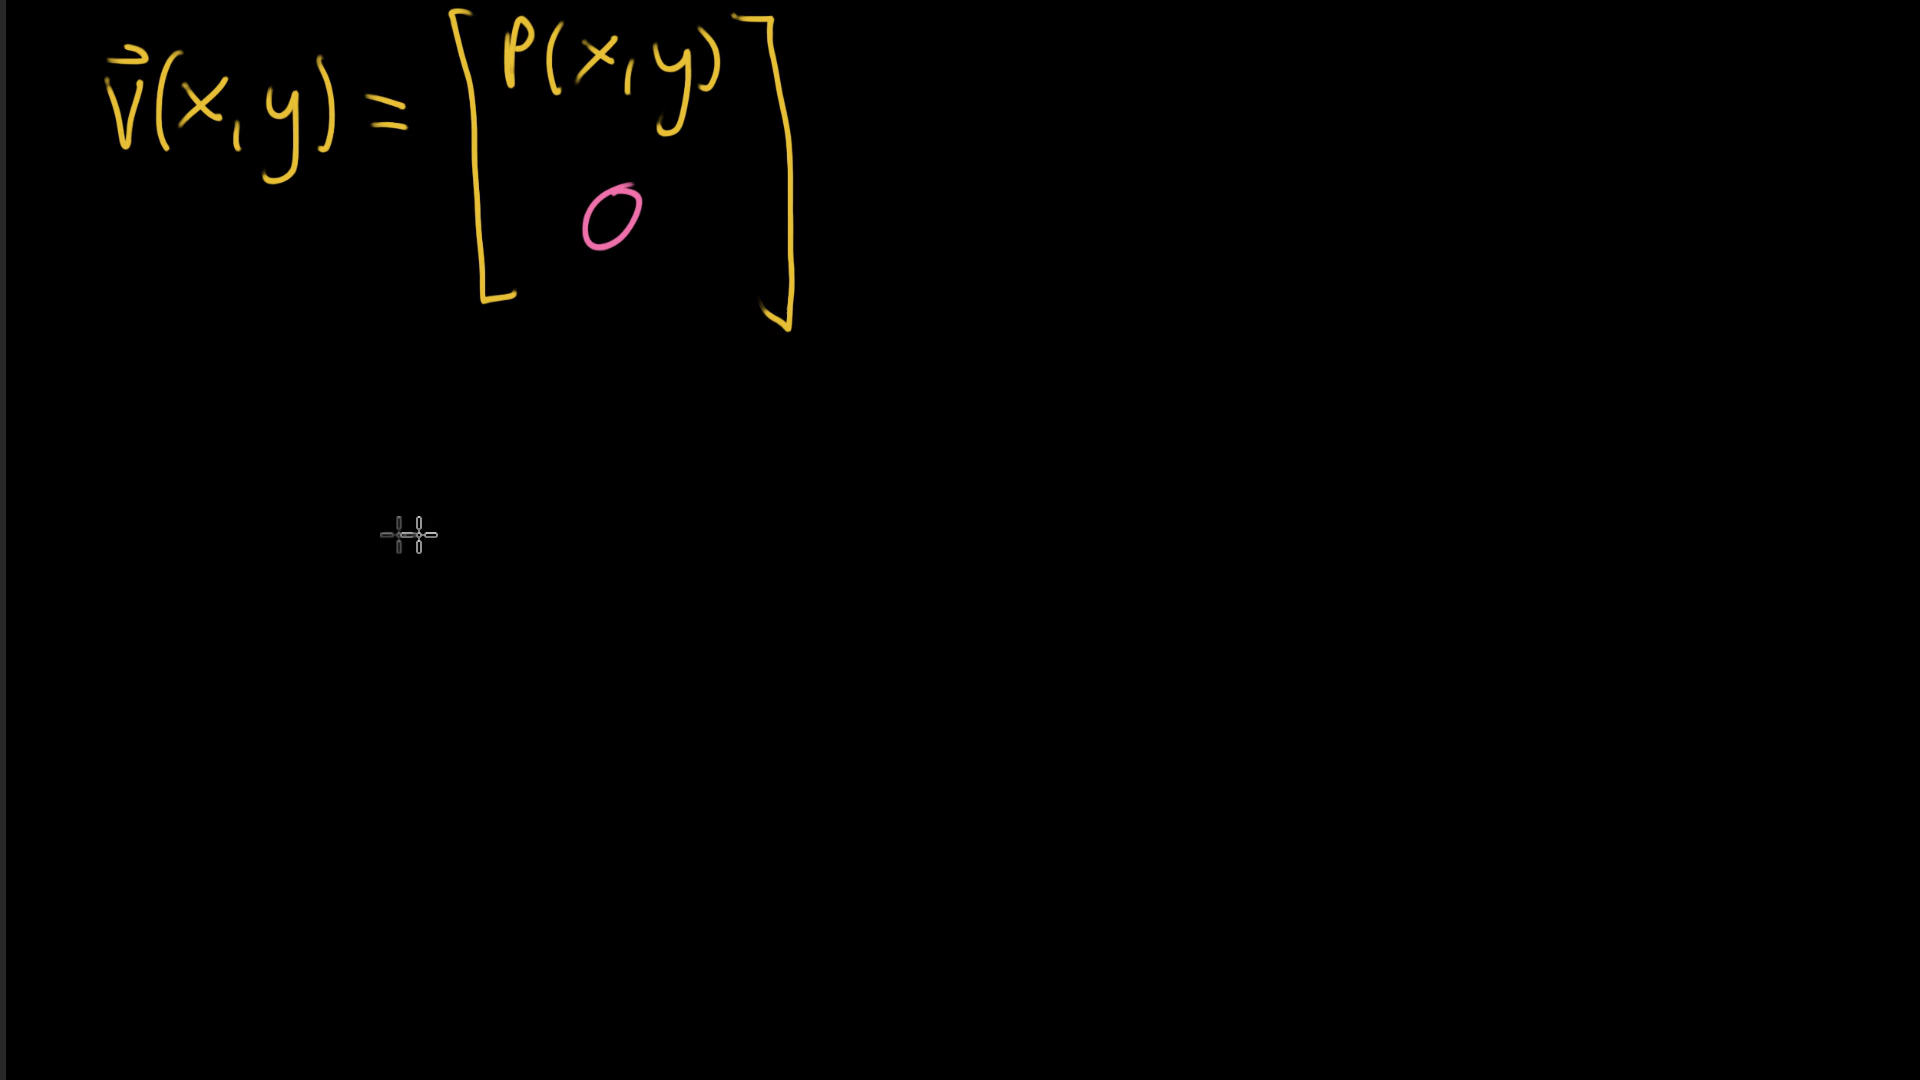 v⃗(x,y) = [P(x,y)
0]